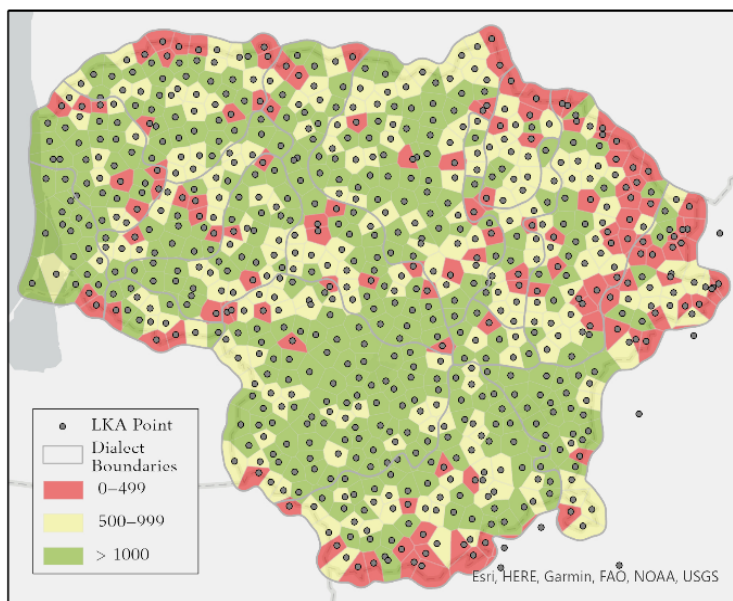 LKA Point
Dialect
Boundaries
0–499
500–999
> 1000
Esri, HERE, Garmin, FAO, NOAA, USGS